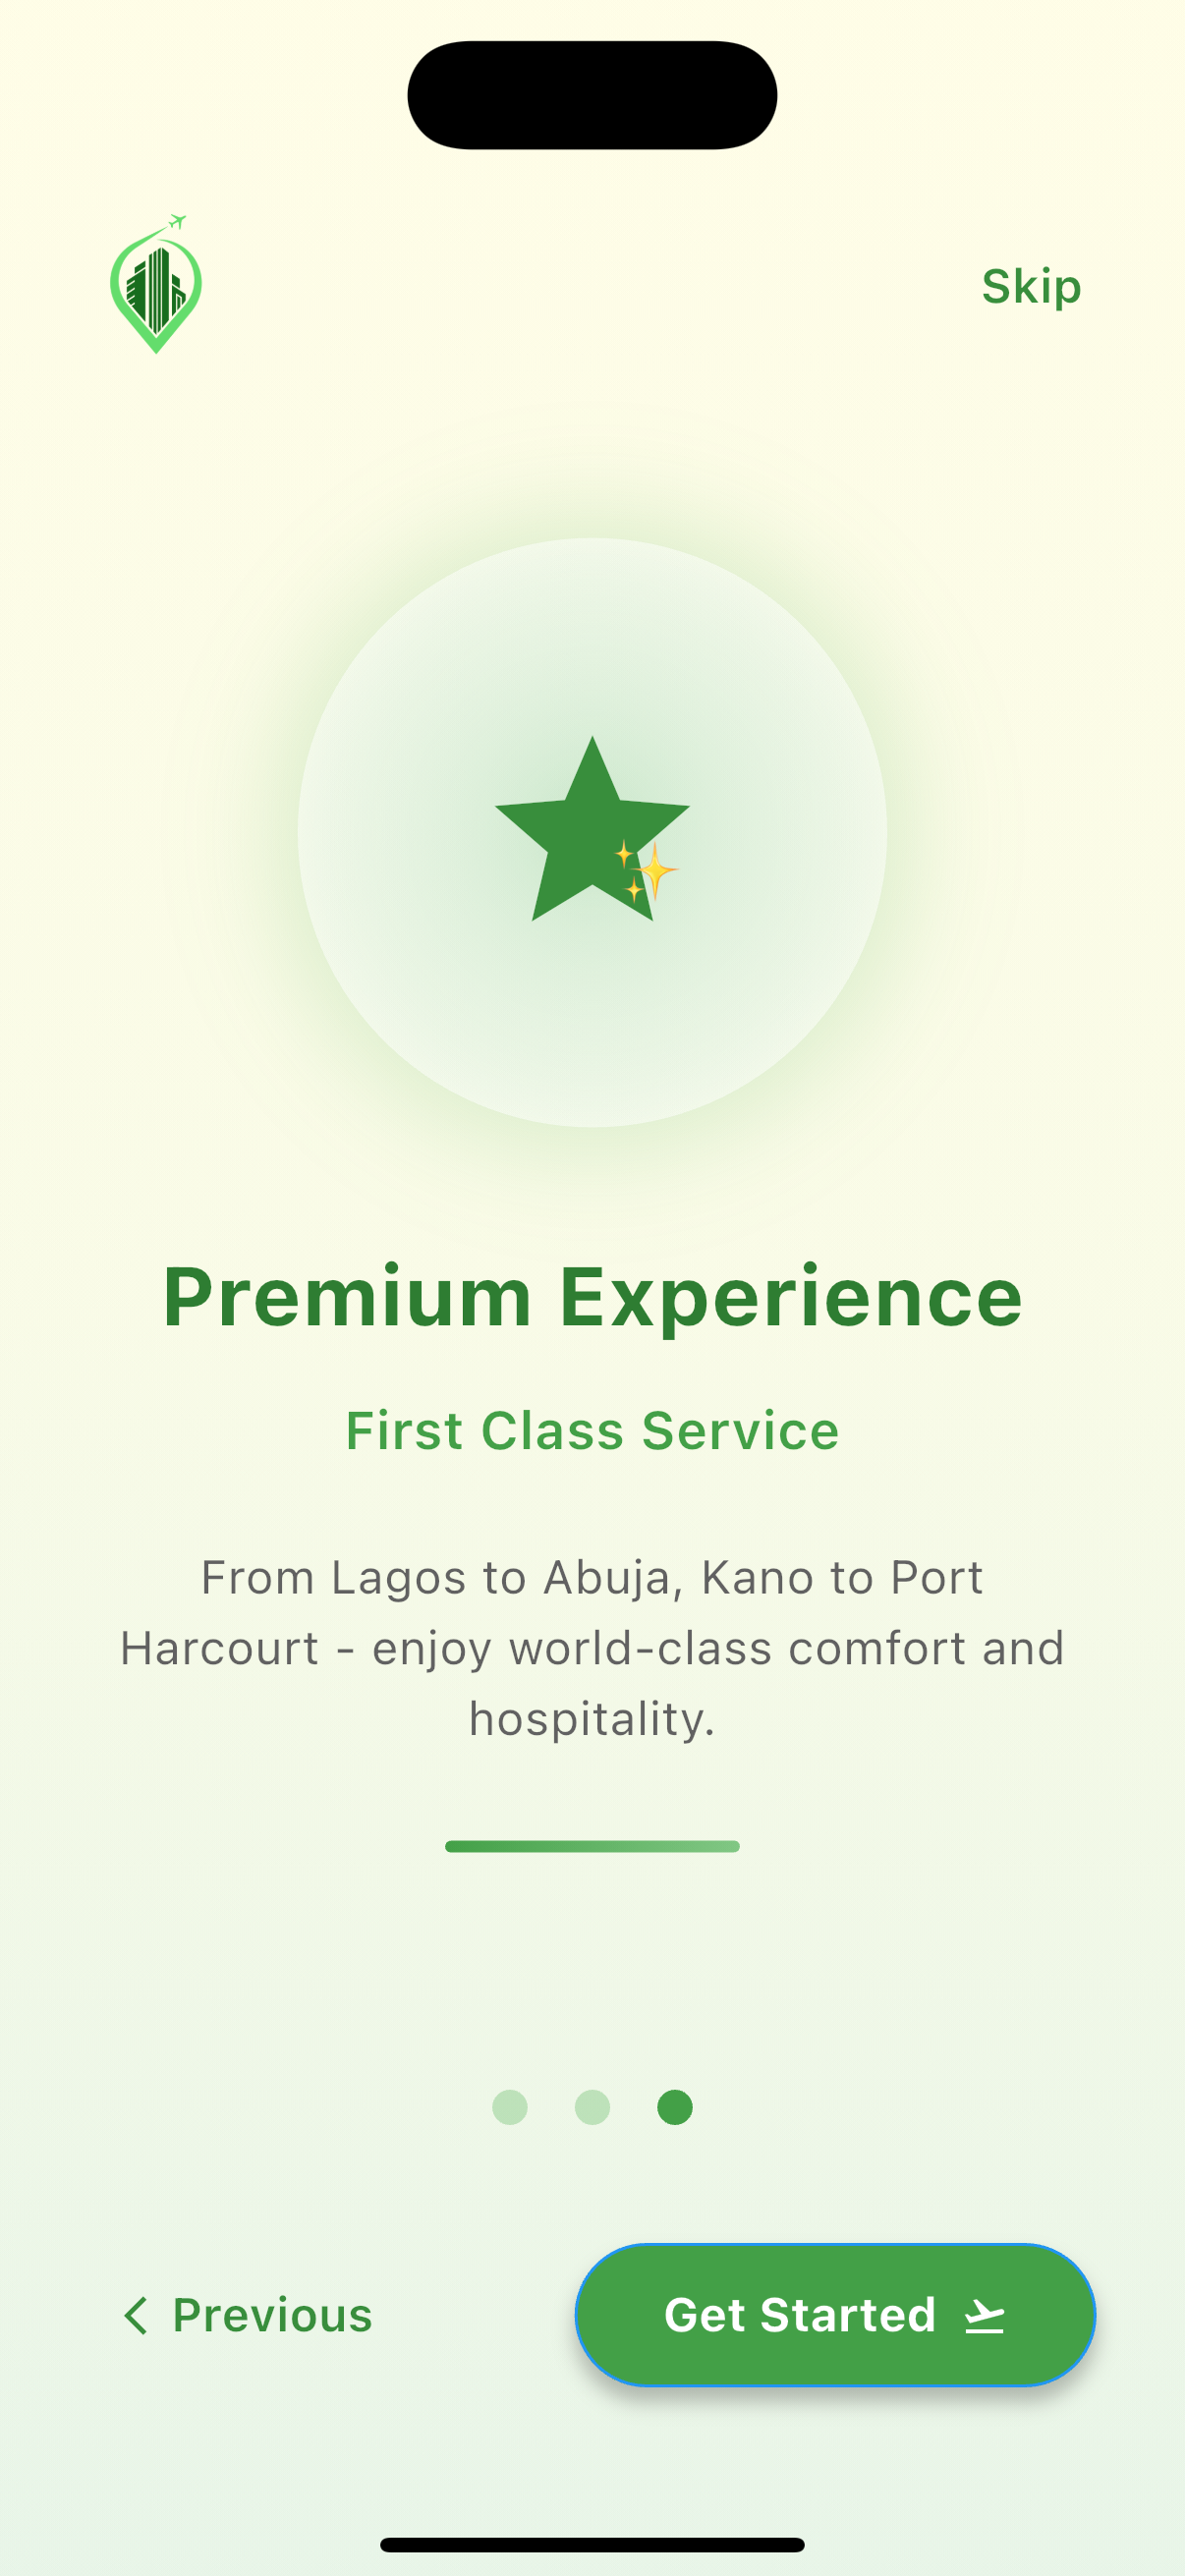 Skip
Premium Experience
First Class Service
From Lagos to Abuja, Kano to Port
Harcourt - enjoy world-class comfort and
hospitality.
Previous
Get Started